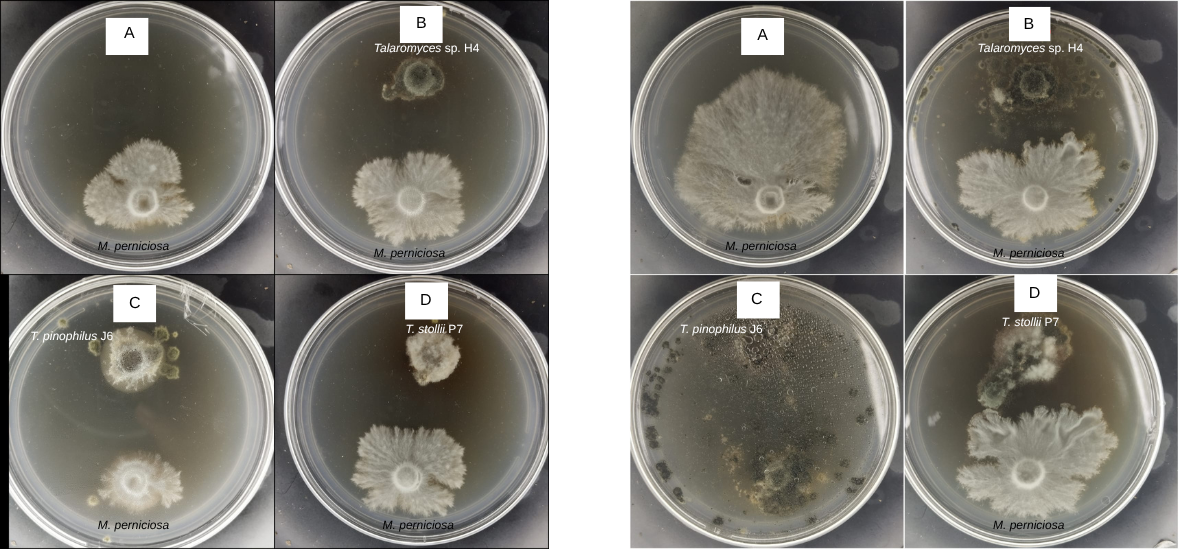 A
B
Talaromyces sp. H4
M. perniciosa
M. perniciosa
C
D
T. pinophilus J6
T. stollii P7
M. perniciosa
M. perniciosa
A
B
Talaromyces sp. H4
M. perniciosa
M. perniciosa
C
D
T. pinophilus J6
T. stollii P7
M. perniciosa